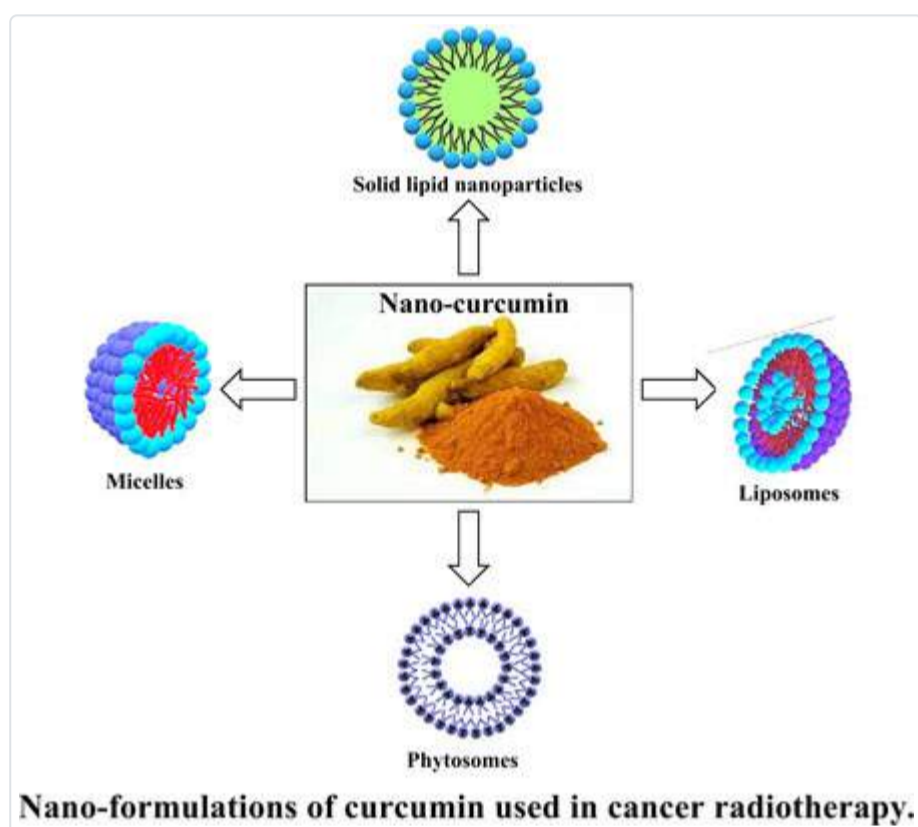 Solid lipid nanoparticles
Nano-curcumin
Micelles
Liposomes
Phytosomes
Nano-formulations of curcumin used in cancer radiotherapy.